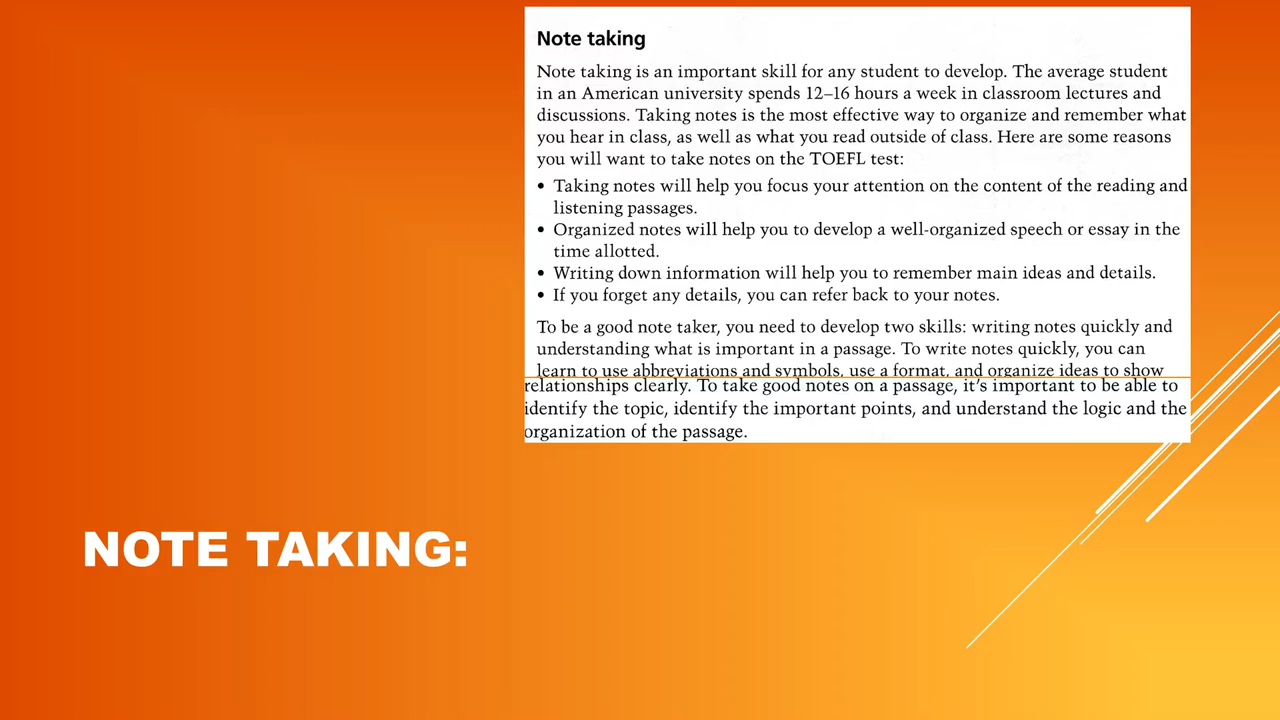 Note taking
Note taking is an important skill for any student to develop. The average student
in an American university spends 12–16 hours a week in classroom lectures and
discussions. Taking notes is the most effective way to organize and remember what
you hear in class, as well as what you read outside of class. Here are some reasons
you will want to take notes on the TOEFL test:
• Taking notes will help you focus your attention on the content of the reading and
listening passages.
• Organized notes will help you to develop a well-organized speech or essay in the
time allotted.
• Writing down information will help you to remember main ideas and details.
• If you forget any details, you can refer back to your notes.
To be a good note taker, you need to develop two skills: writing notes quickly and
understanding what is important in a passage. To write notes quickly, you can
learn to use abbreviations and symbols, use a format, and organize ideas to show
relationships clearly. To take good notes on a passage, it's important to be able to
identify the topic, identify the important points, and understand the logic and the
organization of the passage.
NOTE TAKING: